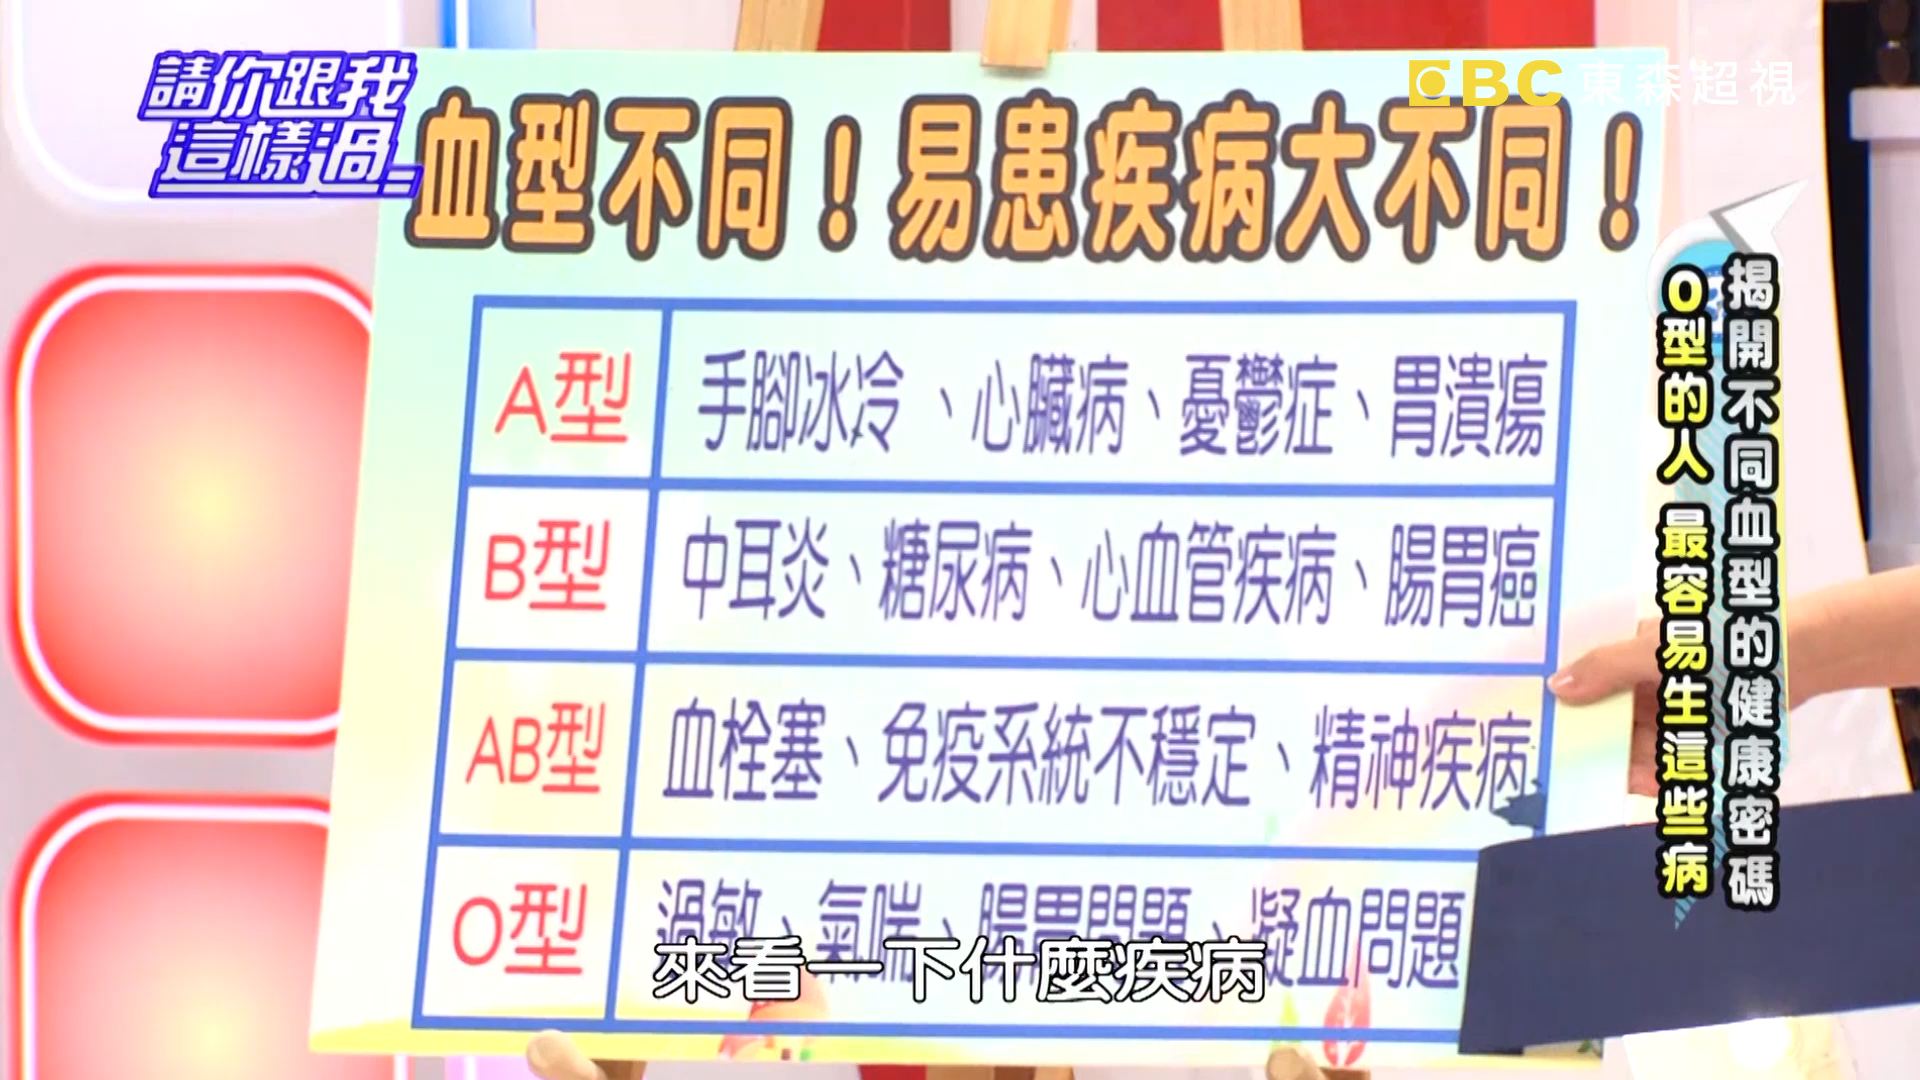 請你跟我
這樣過
EBC 東森超視
血型不同！易患疾病大不同！
A型 手腳冰冷、心臟病、憂鬱症、胃潰瘍
B型 中耳炎、糖尿病、心血管疾病、腸胃癌
AB型 血栓塞、免疫系統不穩定、精神疾病
O型 過敏、氣喘、腸胃問題、凝血問題
揭開不同血型的健康密碼
O型的人 最容易生這些病
來看一下什麼疾病